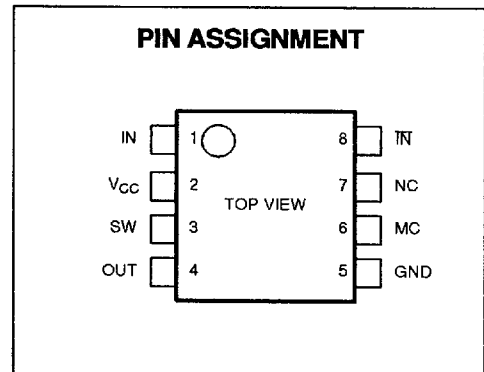 PIN ASSIGNMENT
IN 1 8 I̅N̅
VCC 2 7 NC
TOP VIEW
SW 3 6 MC
OUT 4 5 GND